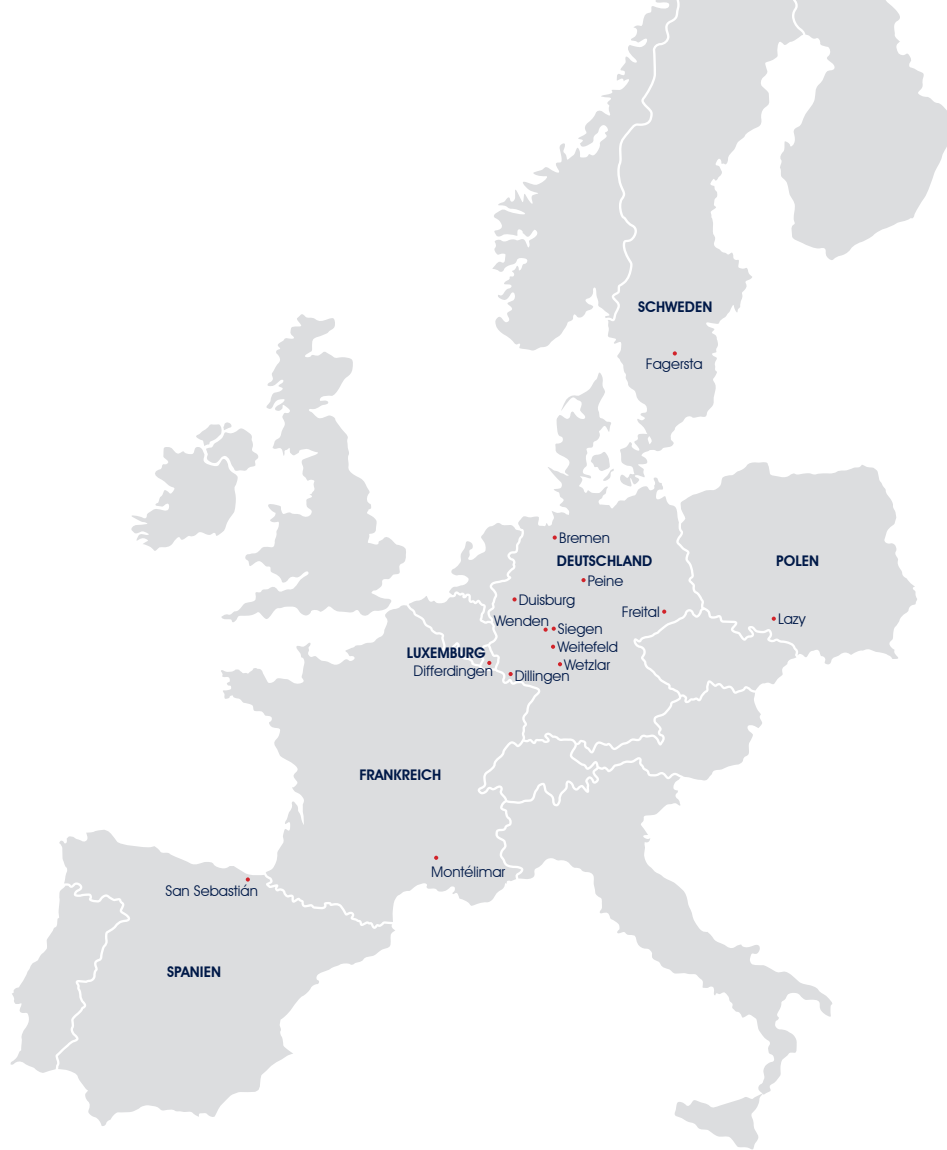 SCHWEDEN
Fagersta
Bremen
DEUTSCHLAND
POLEN
Peine
Duisburg
Freital
Lazy
Wenden
Siegen
Weitefeld
LUXEMBURG
Wetzlar
Differdingen
Dillingen
FRANKREICH
Montélimar
San Sebastián
SPANIEN